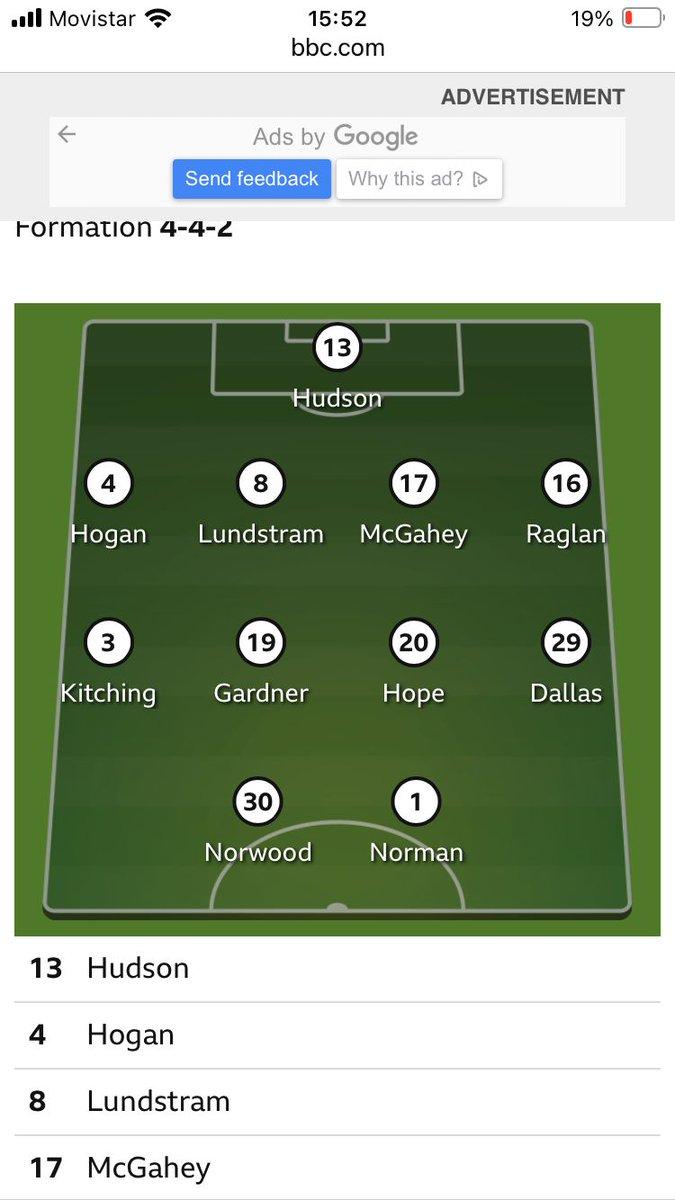 Movistar 15:52 19%
bbc.com
ADVERTISEMENT
Ads by Google
Send feedback Why this ad?
Formation 4-4-2
13
Hudson
4 8 17 16
Hogan Lundstram McGahey Raglan
3 19 20 29
Kitching Gardner Hope Dallas
30 1
Norwood Norman
13 Hudson
4 Hogan
8 Lundstram
17 McGahey